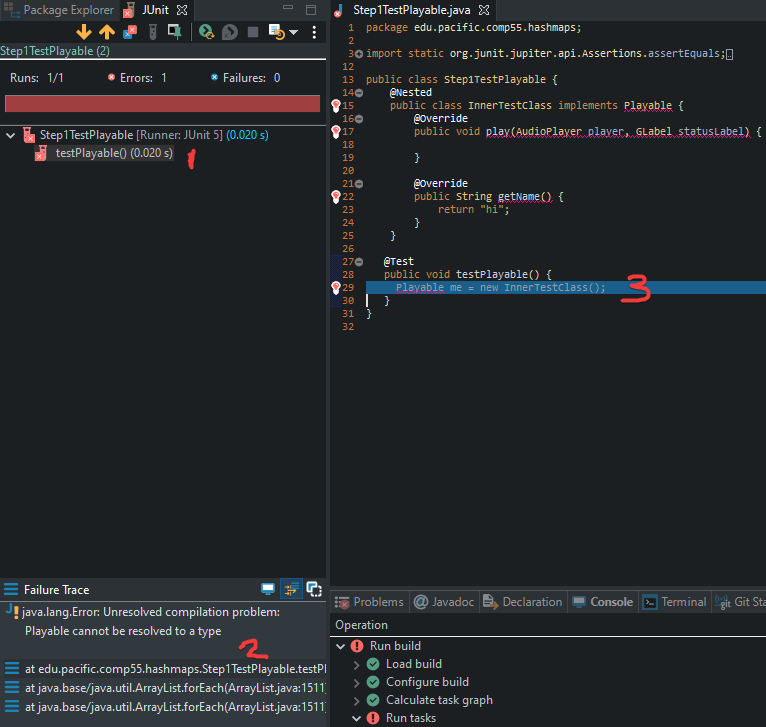 Package Explorer
JUnit
Step1TestPlayable (2)
Runs: 1/1
Errors: 1
Failures: 0
Step1TestPlayable [Runner: JUnit 5] (0.020 s)
testPlayable() (0.020 s)
1
Failure Trace
java.lang.Error: Unresolved compilation problem:
Playable cannot be resolved to a type
2
at edu.pacific.comp55.hashmaps.Step1TestPlayable.testPl
at java.base/java.util.ArrayList.forEach(ArrayList.java:1511)
at java.base/java.util.ArrayList.forEach(ArrayList.java:1511)
Step1TestPlayable.java
1 package edu.pacific.comp55.hashmaps;
2
3 import static org.junit.jupiter.api.Assertions.assertEquals;
12
13 public class Step1TestPlayable {
14 @Nested
15 public class InnerTestClass implements Playable {
16 @Override
17 public void play(AudioPlayer player, GLabel statusLabel) {
18
19 }
20
21 @Override
22 public String getName() {
23 return "hi";
24 }
25 }
26
27 @Test
28 public void testPlayable() {
29 Playable me = new InnerTestClass();
30 }
31 }
32
3
Problems
Javadoc
Declaration
Console
Terminal
Git Sta
Operation
Run build
Load build
Configure build
Calculate task graph
Run tasks